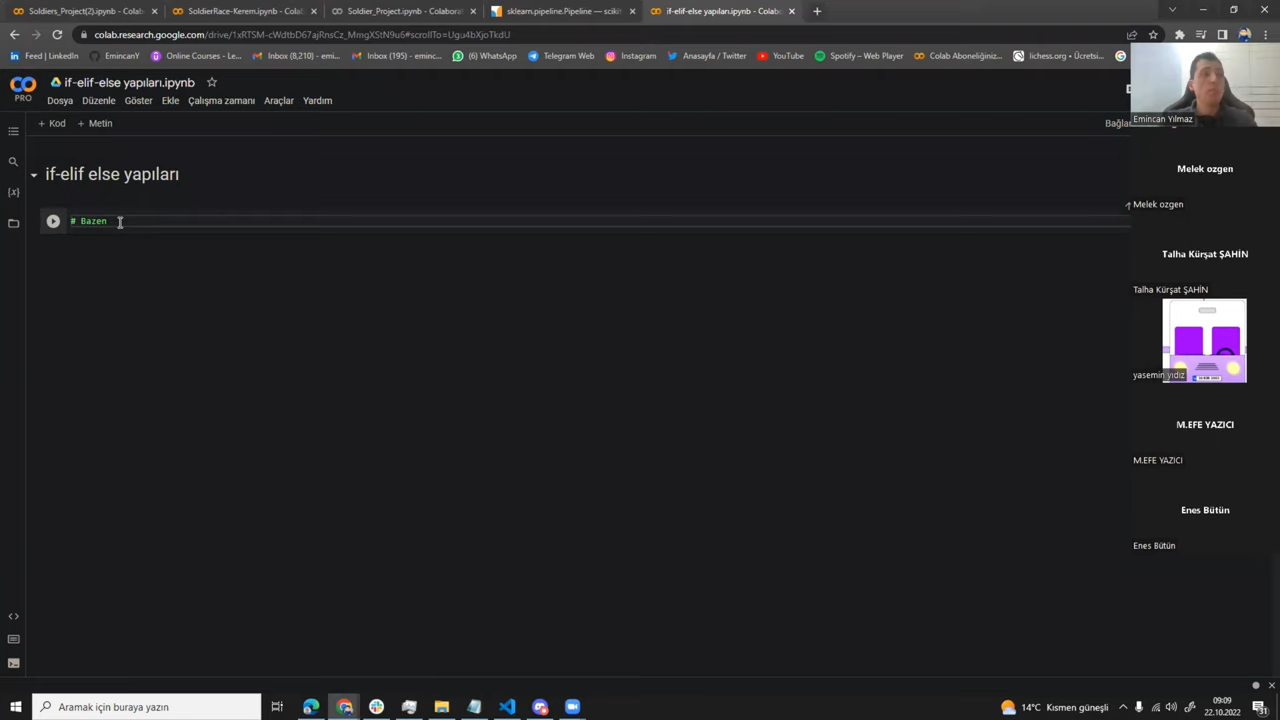 Soldiers_Project(2).ipynb - Colab
SoldierRace-Kerem.ipynb - Colab
Soldier_Project.ipynb - Colaborat
sklearn.pipeline.Pipeline — scikit
if-elif-else yapıları.ipynb - Colab
colab.research.google.com/drive/1xRTSM-cWdtbD67ajRnsCz_MmgXStN9u6#scrollTo=Ugu4bXjoTkdU
Feed | LinkedIn
EmincanY
Online Courses - Le...
Inbox (8,210) - emi...
Inbox (195) - eminc...
(6) WhatsApp
Telegram Web
Instagram
Anasayfa / Twitter
YouTube
Spotify – Web Player
Colab Aboneliğiniz...
lichess.org • Ücretsi...
PRO
if-elif-else yapıları.ipynb
Dosya Düzenle Göster Ekle Çalışma zamanı Araçlar Yardım
+ Kod + Metin
Bağlan
if-elif else yapıları
# Bazen
Emincan Yılmaz
Melek ozgen
Melek ozgen
Talha Kürşat ŞAHİN
Talha Kürşat ŞAHİN
yasemin yıdız
M.EFE YAZICI
M.EFE YAZICI
Enes Bütün
Enes Bütün
Aramak için buraya yazın
14°C Kısmen güneşli
09:09
22.10.2022
31